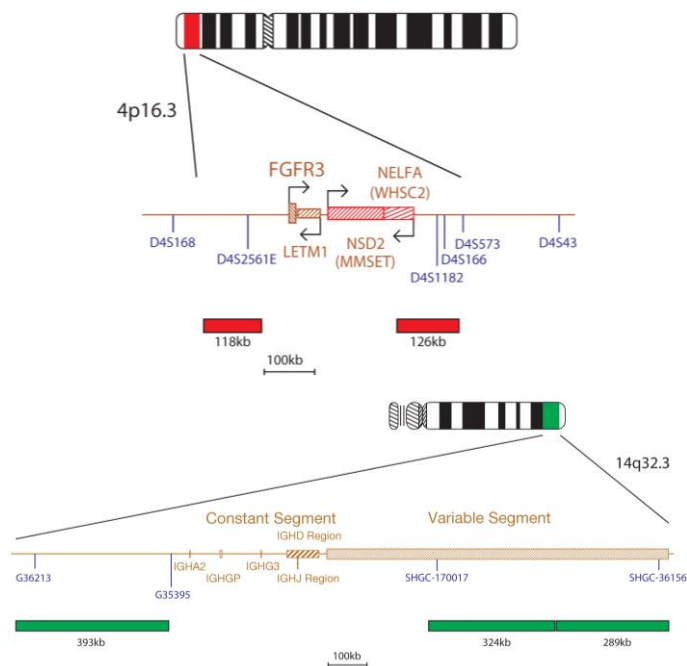 4p16.3
FGFR3
NELFA
(WHSC2)
D4S168
D4S2561E
LETM1
NSD2
(MMSET)
D4S1182
D4S166
D4S573
D4S43
118kb
126kb
100kb
14q32.3
Constant Segment
Variable Segment
IGHD Region
G36213
G35395
IGHA2
IGHGP
IGHG3
IGHJ Region
SHGC-170017
SHGC-36156
393kb
324kb
289kb
100kb